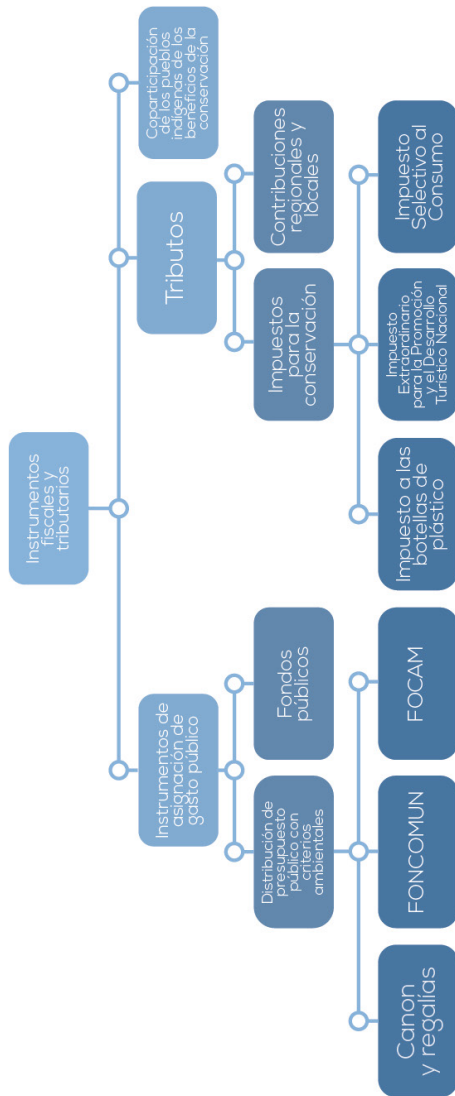 Instrumentos
fiscales y
tributarios
Instrumentos de
asignación de
gasto público
Tributos
Coparticipación
de los pueblos
indígenas de los
beneficios de la
conservación
Distribución de
presupuesto
público con
criterios
ambientales
Fondos
públicos
Impuestos
para la
conservación
Contribuciones
regionales y
locales
Canon
y regalías
FONCOMUN
FOCAM
Impuesto a las
botellas de
plástico
Impuesto
Extraordinario
para la Promoción
y el Desarrollo
Turístico Nacional
Impuesto
Selectivo al
Consumo